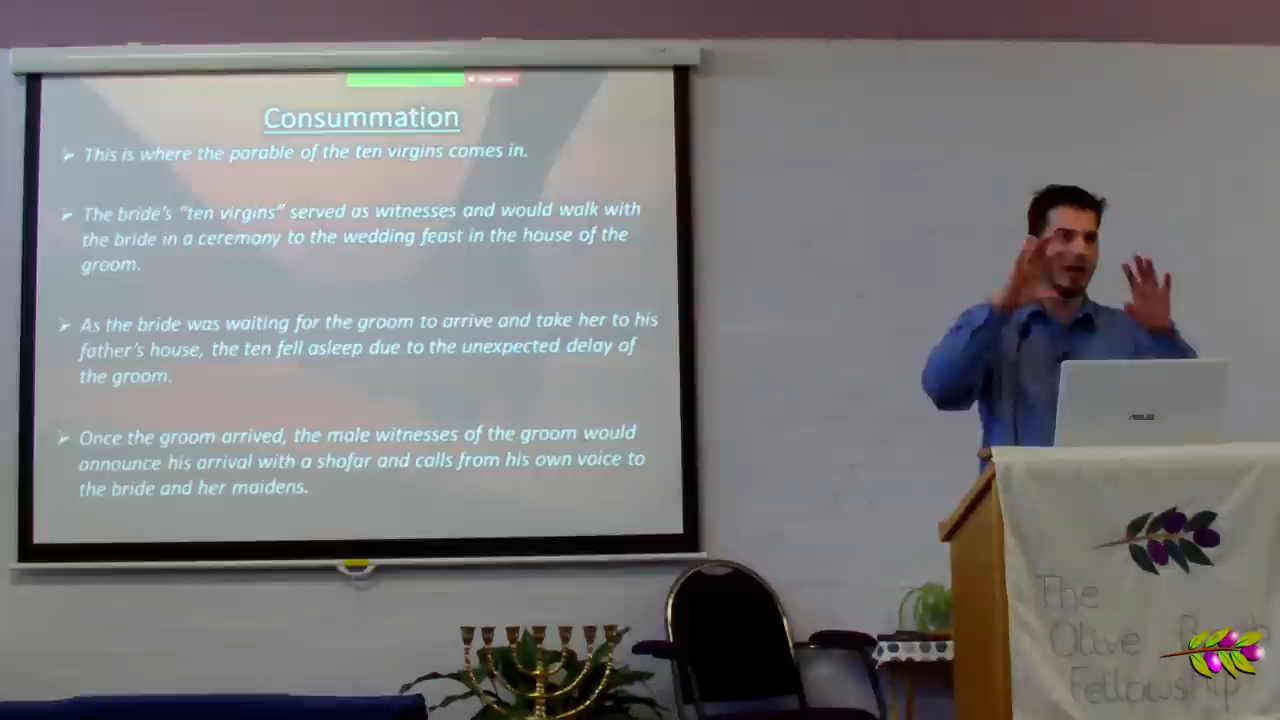 Consummation
➢ This is where the parable of the ten virgins comes in.
➢ The bride's "ten virgins" served as witnesses and would walk with
the bride in a ceremony to the wedding feast in the house of the
groom.
➢ As the bride was waiting for the groom to arrive and take her to his
father's house, the ten fell asleep due to the unexpected delay of
the groom.
➢ Once the groom arrived, the male witnesses of the groom would
announce his arrival with a shofar and calls from his own voice to
the bride and her maidens.
ASUS
The
Olive
Fellowship